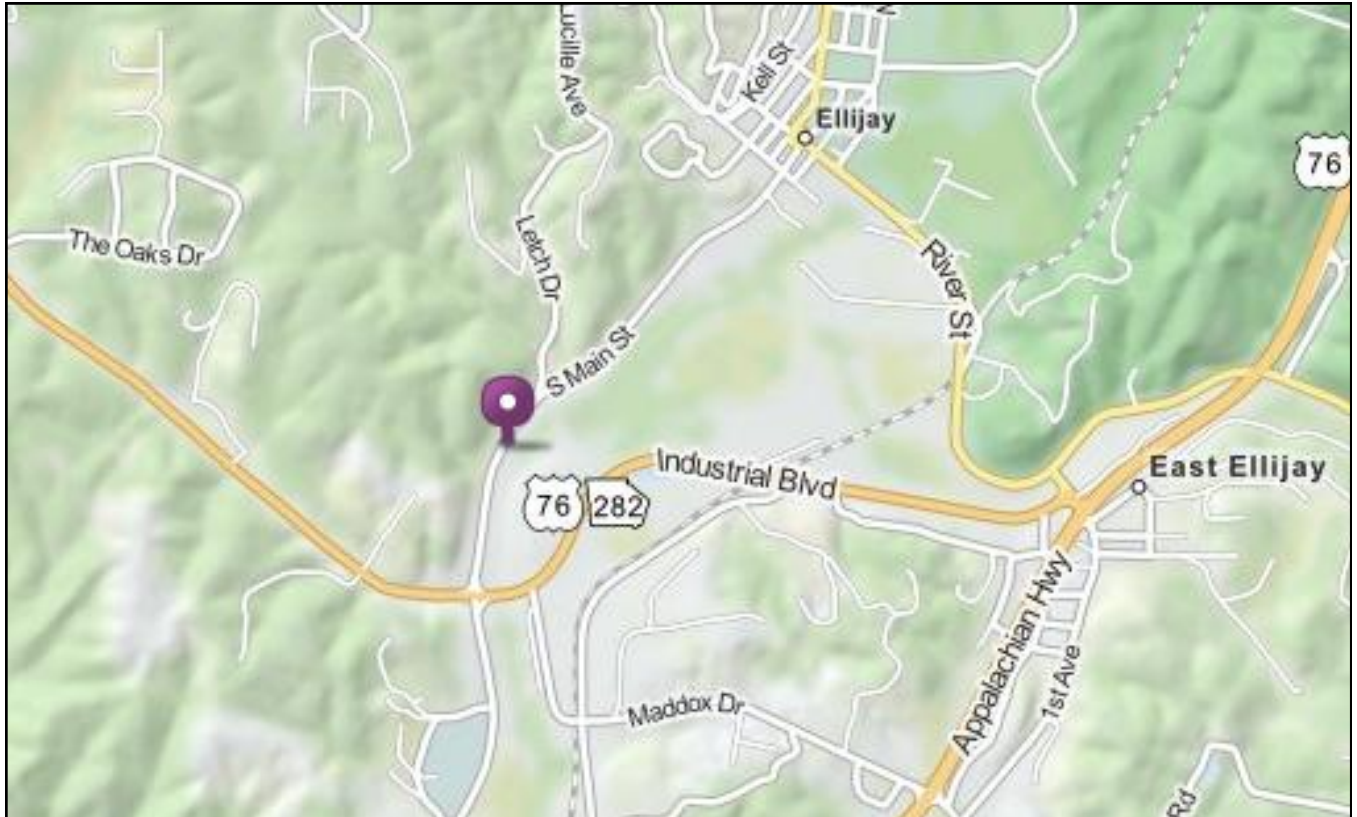 Lucille Ave
Kell St
Ellijay
76
The Oaks Dr
Letch Dr
River St
S Main St
Industrial Blvd
East Ellijay
76
282
Appalachian Hwy
1st Ave
Maddox Dr
Rd